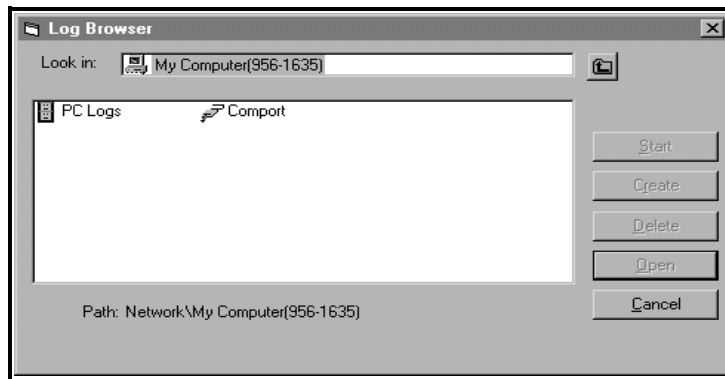 Log Browser
Look in: My Computer(956-1635)
PC Logs Comport
Start
Create
Delete
Open
Cancel
Path: Network\My Computer(956-1635)